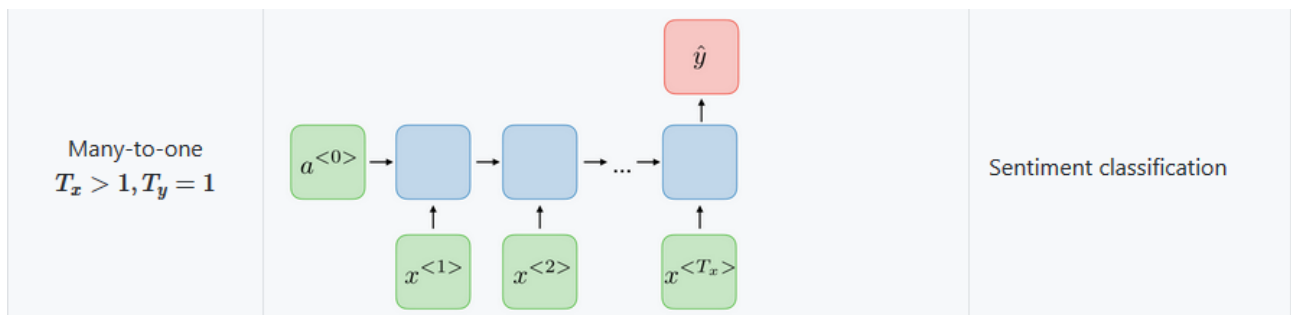 Many-to-one
T_x > 1, T_y = 1
ŷ
a^{<0>}
...
x^{<1>}
x^{<2>}
x^{<T_x>}
Sentiment classification